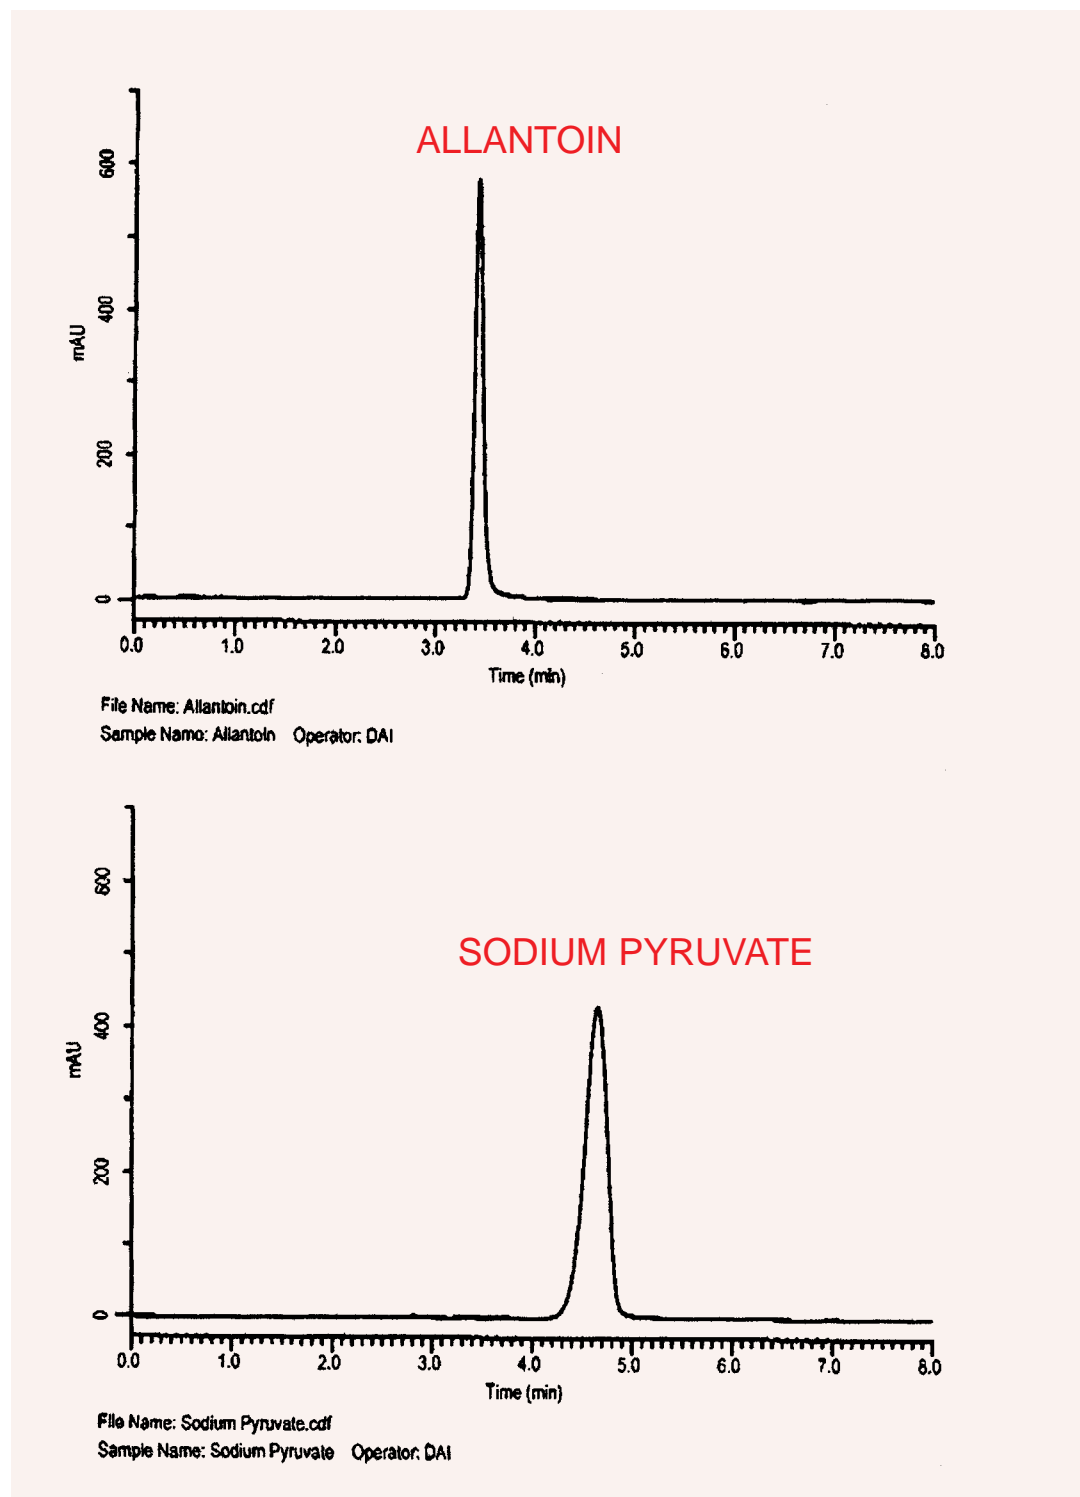 ALLANTOIN
600
400
mAU
200
0
0.0 1.0 2.0 3.0 4.0 5.0 6.0 7.0 8.0
Time (min)
File Name: Allantoin.cdf
Sample Namo: Allantoin Operator: DAI
600
SODIUM PYRUVATE
400
mAU
200
0
0.0 1.0 2.0 3.0 4.0 5.0 6.0 7.0 8.0
Time (min)
File Name: Sodium Pyruvate.cdf
Sample Name: Sodium Pyruvate Operator: DAI